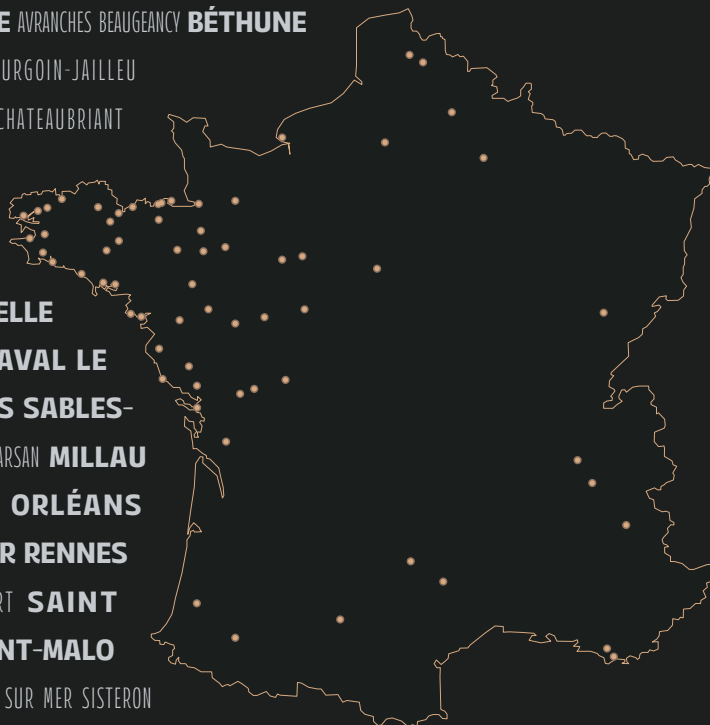 E AVRANCHES BEAUGEANCY BÉTHUNE
URGOIN-JAILLEU
CHATEAUBRIANT
ELLE
AVAL LE
S SABLES-
ARSAN MILLAU
ORLÉANS
R RENNES
RT SAINT
NT-MALO
SUR MER SISTERON